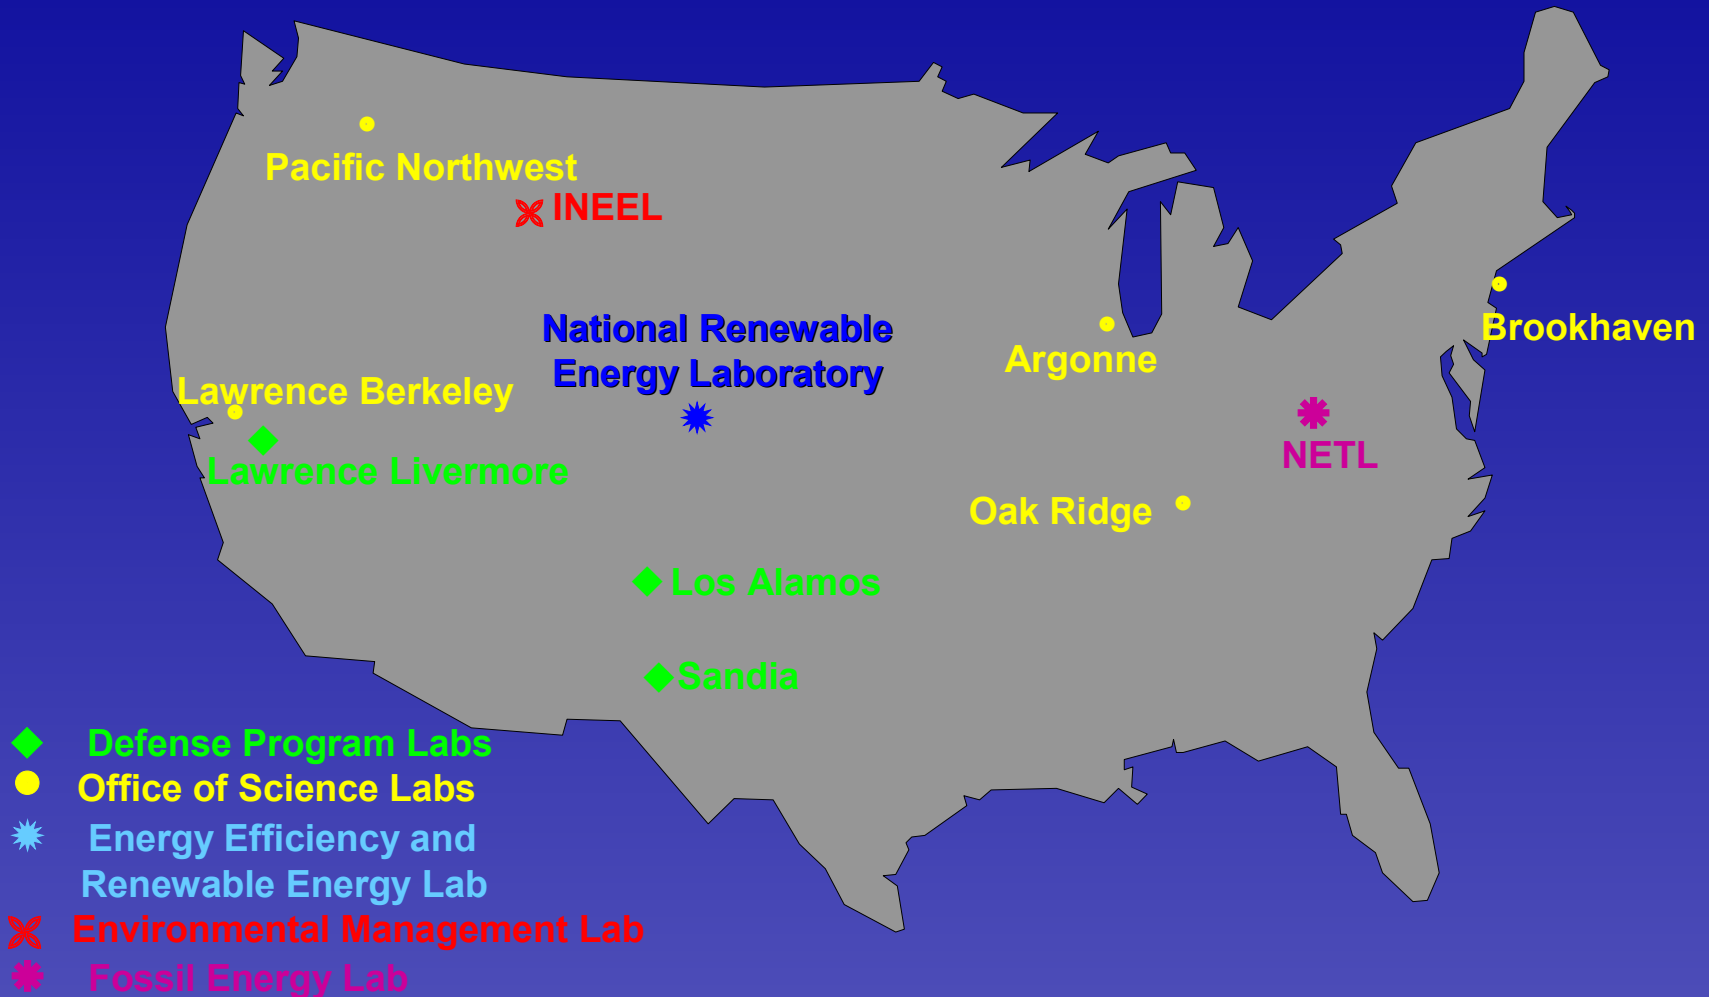 Pacific Northwest
INEEL
National Renewable
Energy Laboratory
Argonne
Brookhaven
Lawrence Berkeley
Lawrence Livermore
NETL
Oak Ridge
Los Alamos
Sandia
Defense Program Labs
Office of Science Labs
Energy Efficiency and
Renewable Energy Lab
Environmental Management Lab
Fossil Energy Lab